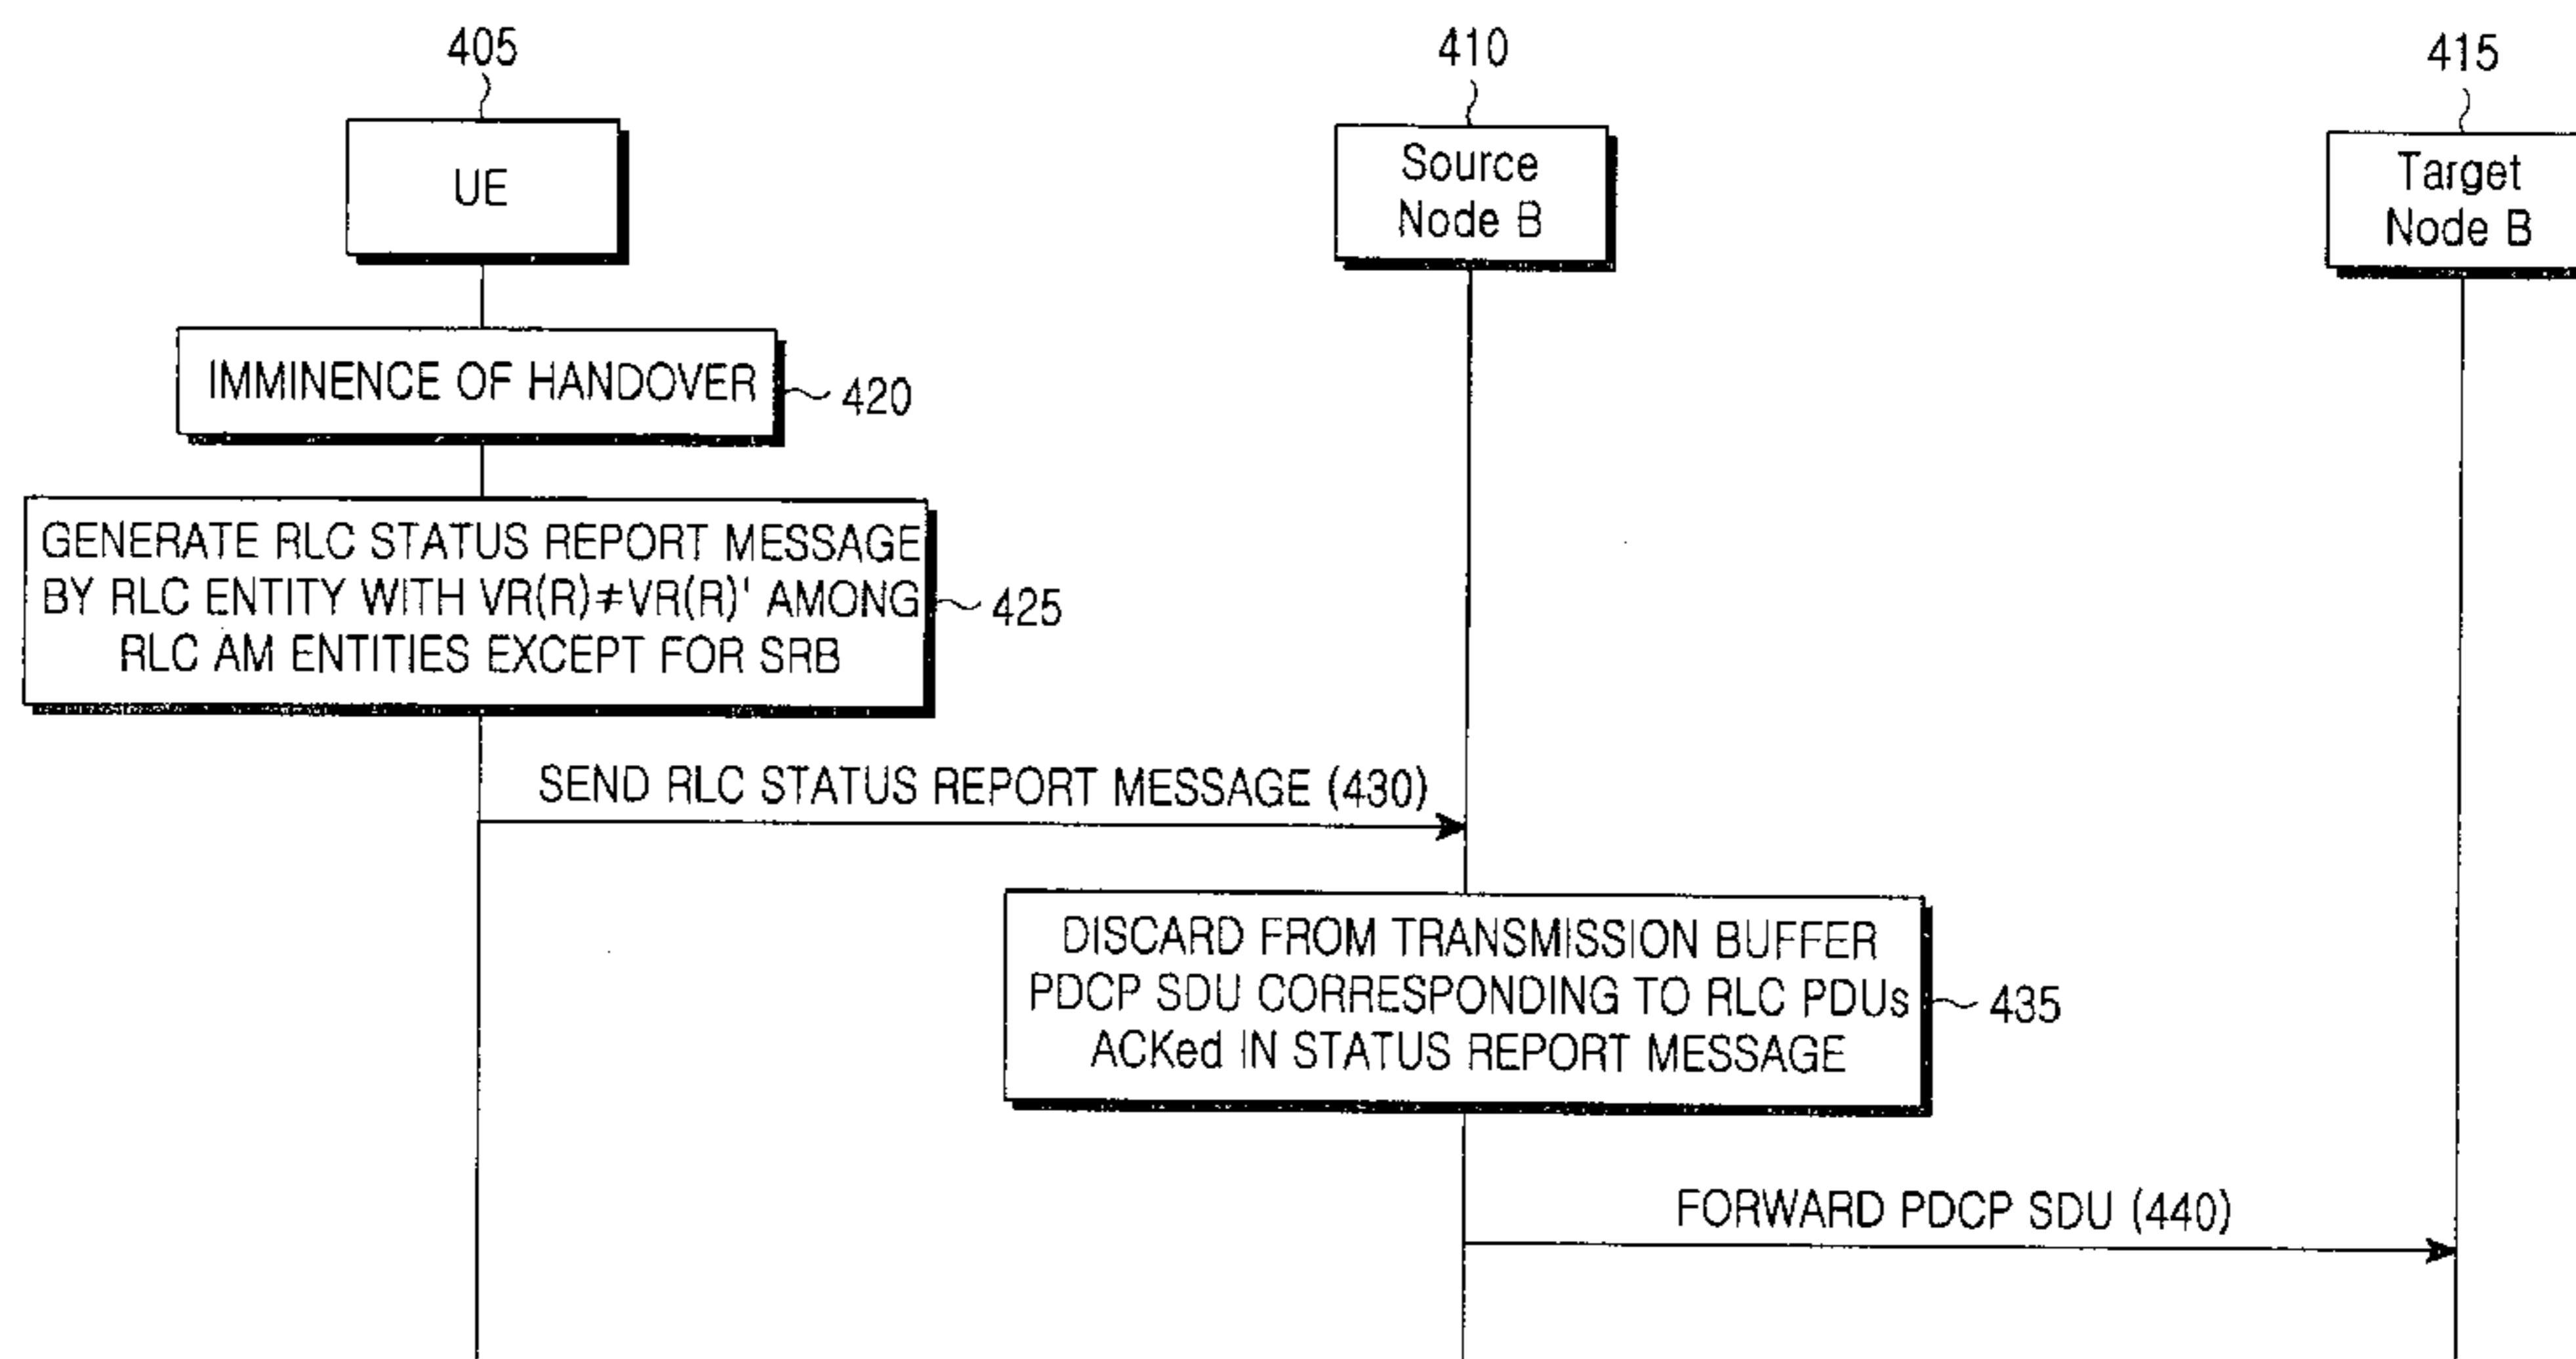 405
410
415
UE
Source
Node B
Target
Node B
IMMINENCE OF HANDOVER
420
GENERATE RLC STATUS REPORT MESSAGE
BY RLC ENTITY WITH VR(R)≠VR(R)' AMONG
RLC AM ENTITIES EXCEPT FOR SRB
425
SEND RLC STATUS REPORT MESSAGE (430)
DISCARD FROM TRANSMISSION BUFFER
PDCP SDU CORRESPONDING TO RLC PDUs
ACKed IN STATUS REPORT MESSAGE
435
FORWARD PDCP SDU (440)